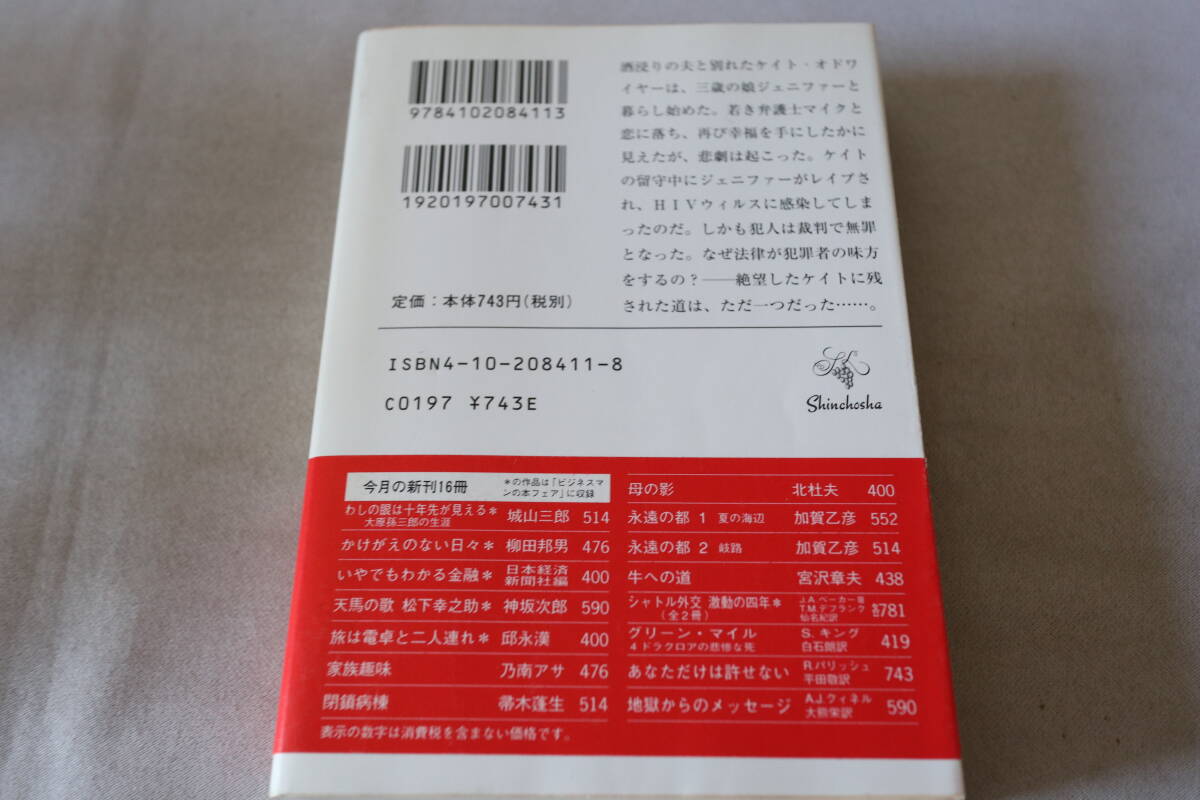 9784102084113
1920197007431
定価：本体743円(税別)
酒浸りの夫と別れたケイト・オドワ
イヤーは、三歳の娘ジェニファーと
暮らし始めた。若き弁護士マイクと
恋に落ち、再び幸福を手にしたかに
見えたが、悲劇は起こった。ケイト
の留守中にジェニファーがレイプさ
れ、HIVウィルスに感染してしま
ったのだ。しかも犯人は裁判で無罪
となった。なぜ法律が犯罪者の味方
をするの？──絶望したケイトに残
された道は、ただ一つだった……。
ISBN4-10-208411-8
C0197 ¥743E
Shinchosha
今月の新刊16冊 *の作品は「ビジネスマ
ンの本フェア」に収録
わしの眼は十年先が見える* 城山三郎 514
大原孫三郎の生涯
かけがえのない日々* 柳田邦男 476
いやでもわかる金融* 日本経済
新聞社編 400
天馬の歌 松下幸之助* 神坂次郎 590
旅は電卓と二人連れ* 邱永漢 400
家族趣味 乃南アサ 476
閉鎖病棟 帚木蓬生 514
母の影 北杜夫 400
永遠の都 1 夏の海辺 加賀乙彦 552
永遠の都 2 岐路 加賀乙彦 514
牛への道 宮沢章夫 438
シャトル外交 激動の四年* J.A.ベーカー著
(全2冊) T.M.デフランク
仙名紀訳 各781
グリーン・マイル S.キング 419
4 ドラクロアの悲惨な死 白石朗訳
あなただけは許せない R.パリッシュ 743
平田敬訳
地獄からのメッセージ A.J.クィネル 590
大熊栄訳
表示の数字は消費税を含まない価格です。